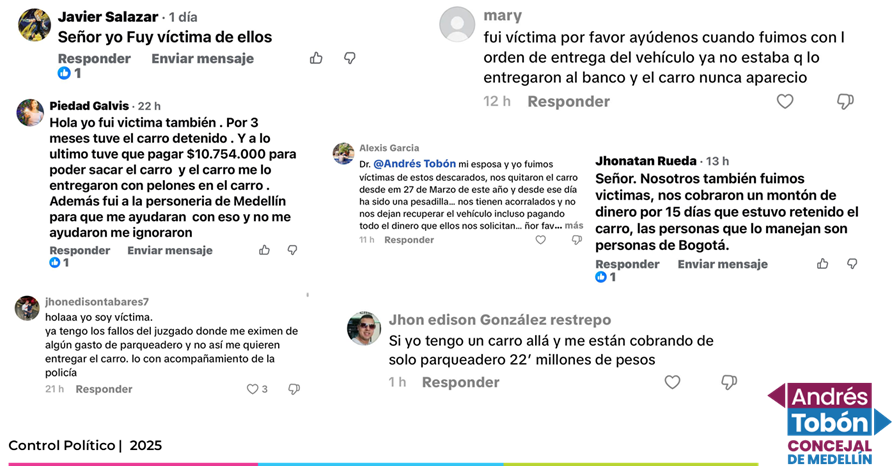 Javier Salazar · 1 día
Señor yo Fuy víctima de ellos
Responder Enviar mensaje
1
mary
fui víctima por favor ayúdenos cuando fuimos con l
orden de entrega del vehículo ya no estaba q lo
entregaron al banco y el carro nunca aparecio
12 h Responder
Piedad Galvis · 22 h
Hola yo fui victima también . Por 3
meses tuve el carro detenido . Y a lo
ultimo tuve que pagar $10.754.000 para
poder sacar el carro y el carro me lo
entregaron con pelones en el carro .
Además fui a la personeria de Medellín
para que me ayudaran con eso y no me
ayudaron me ignoraron
Responder Enviar mensaje
1
Alexis Garcia
Dr. @Andrés Tobón mi esposa y yo fuimos
víctimas de estos descarados, nos quitaron el carro
desde em 27 de Marzo de este año y desde ese día
ha sido una pesadilla... nos tienen acorralados y no
nos dejan recuperar el vehículo incluso pagando
todo el dinero que ellos nos solicitan... ñor fav... más
11 h Responder
Jhonatan Rueda · 13 h
Señor. Nosotros también fuimos
victimas, nos cobraron un montón de
dinero por 15 días que estuvo retenido el
carro, las personas que lo manejan son
personas de Bogotá.
Responder Enviar mensaje
1
jhonedisontabares7
holaaa yo soy víctima.
ya tengo los fallos del juzgado donde me eximen de
algún gasto de parqueadero y no así me quieren
entregar el carro. lo con acompañamiento de la
policía
21 h Responder 3
Jhon edison González restrepo
Si yo tengo un carro allá y me están cobrando de
solo parqueadero 22’ millones de pesos
1 h Responder
Control Político | 2025
Andrés
Tobón
CONCEJAL
DE MEDELLÍN